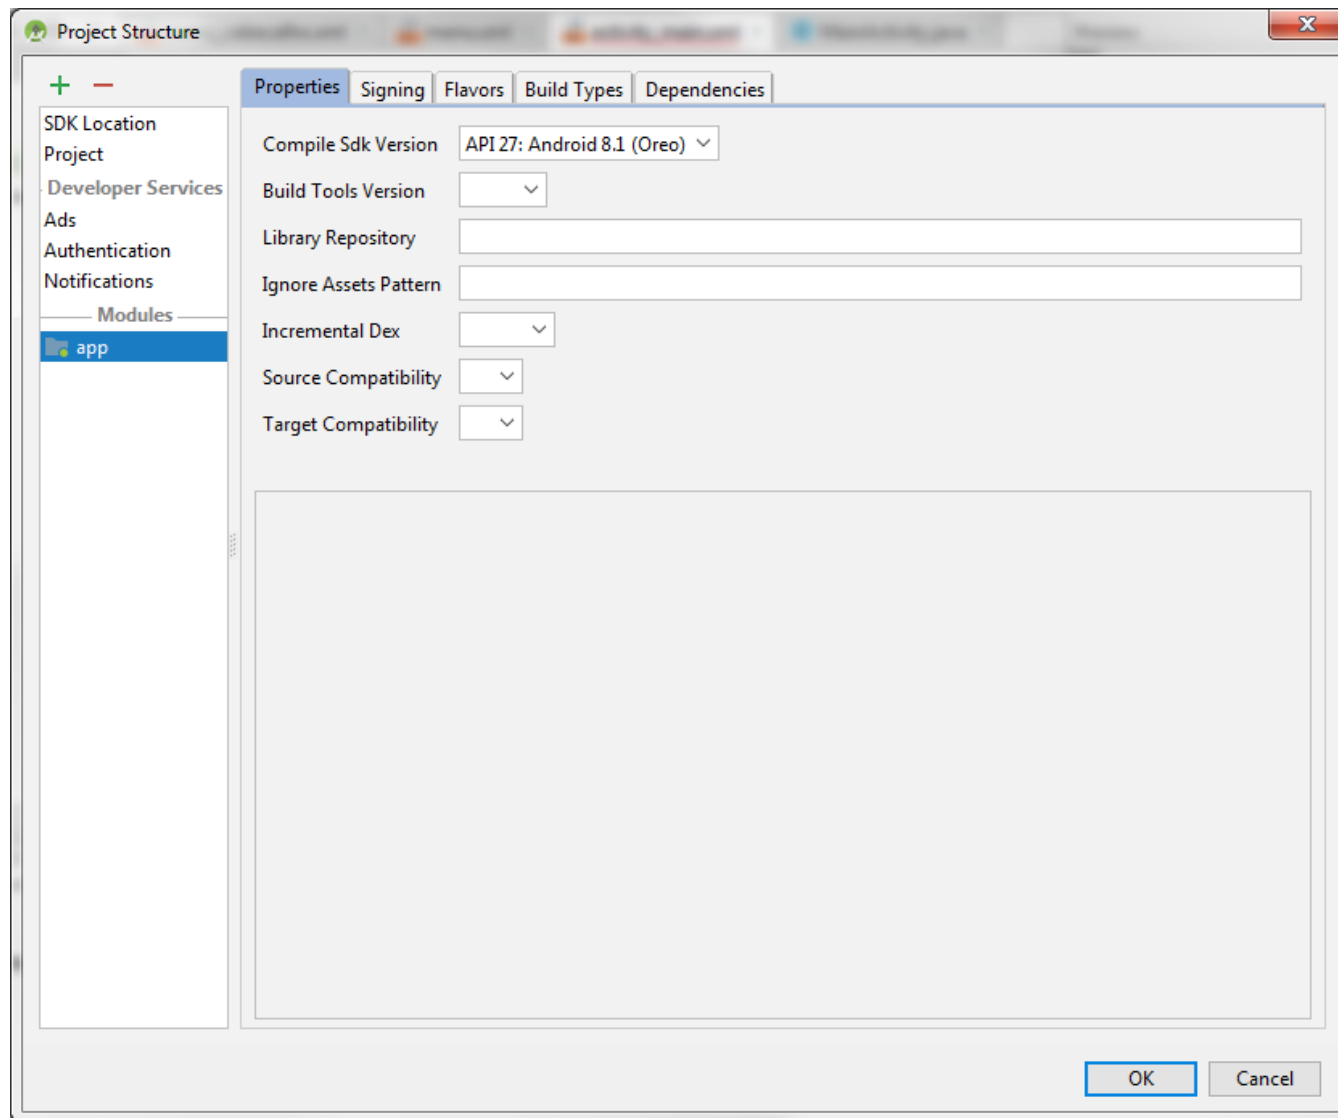 Project Structure
Properties
Signing
Flavors
Build Types
Dependencies
SDK Location
Project
Developer Services
Ads
Authentication
Notifications
Modules
app
Compile Sdk Version
API 27: Android 8.1 (Oreo)
Build Tools Version
Library Repository
Ignore Assets Pattern
Incremental Dex
Source Compatibility
Target Compatibility
OK
Cancel